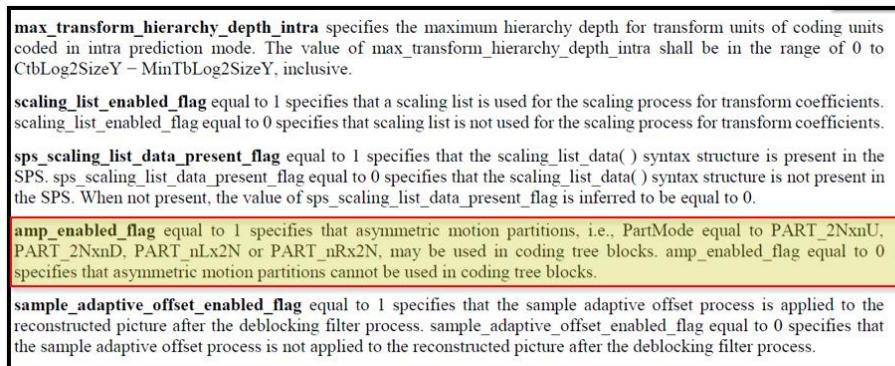 max_transform_hierarchy_depth_intra specifies the maximum hierarchy depth for transform units of coding units
coded in intra prediction mode. The value of max_transform_hierarchy_depth_intra shall be in the range of 0 to
CtbLog2SizeY − MinTbLog2SizeY, inclusive.
scaling_list_enabled_flag equal to 1 specifies that a scaling list is used for the scaling process for transform coefficients.
scaling_list_enabled_flag equal to 0 specifies that scaling list is not used for the scaling process for transform coefficients.
sps_scaling_list_data_present_flag equal to 1 specifies that the scaling_list_data( ) syntax structure is present in the
SPS. sps_scaling_list_data_present_flag equal to 0 specifies that the scaling_list_data( ) syntax structure is not present in
the SPS. When not present, the value of sps_scaling_list_data_present_flag is inferred to be equal to 0.
amp_enabled_flag equal to 1 specifies that asymmetric motion partitions, i.e., PartMode equal to PART_2NxnU,
PART_2NxnD, PART_nLx2N or PART_nRx2N, may be used in coding tree blocks. amp_enabled_flag equal to 0
specifies that asymmetric motion partitions cannot be used in coding tree blocks.
sample_adaptive_offset_enabled_flag equal to 1 specifies that the sample adaptive offset process is applied to the
reconstructed picture after the deblocking filter process. sample_adaptive_offset_enabled_flag equal to 0 specifies that
the sample adaptive offset process is not applied to the reconstructed picture after the deblocking filter process.